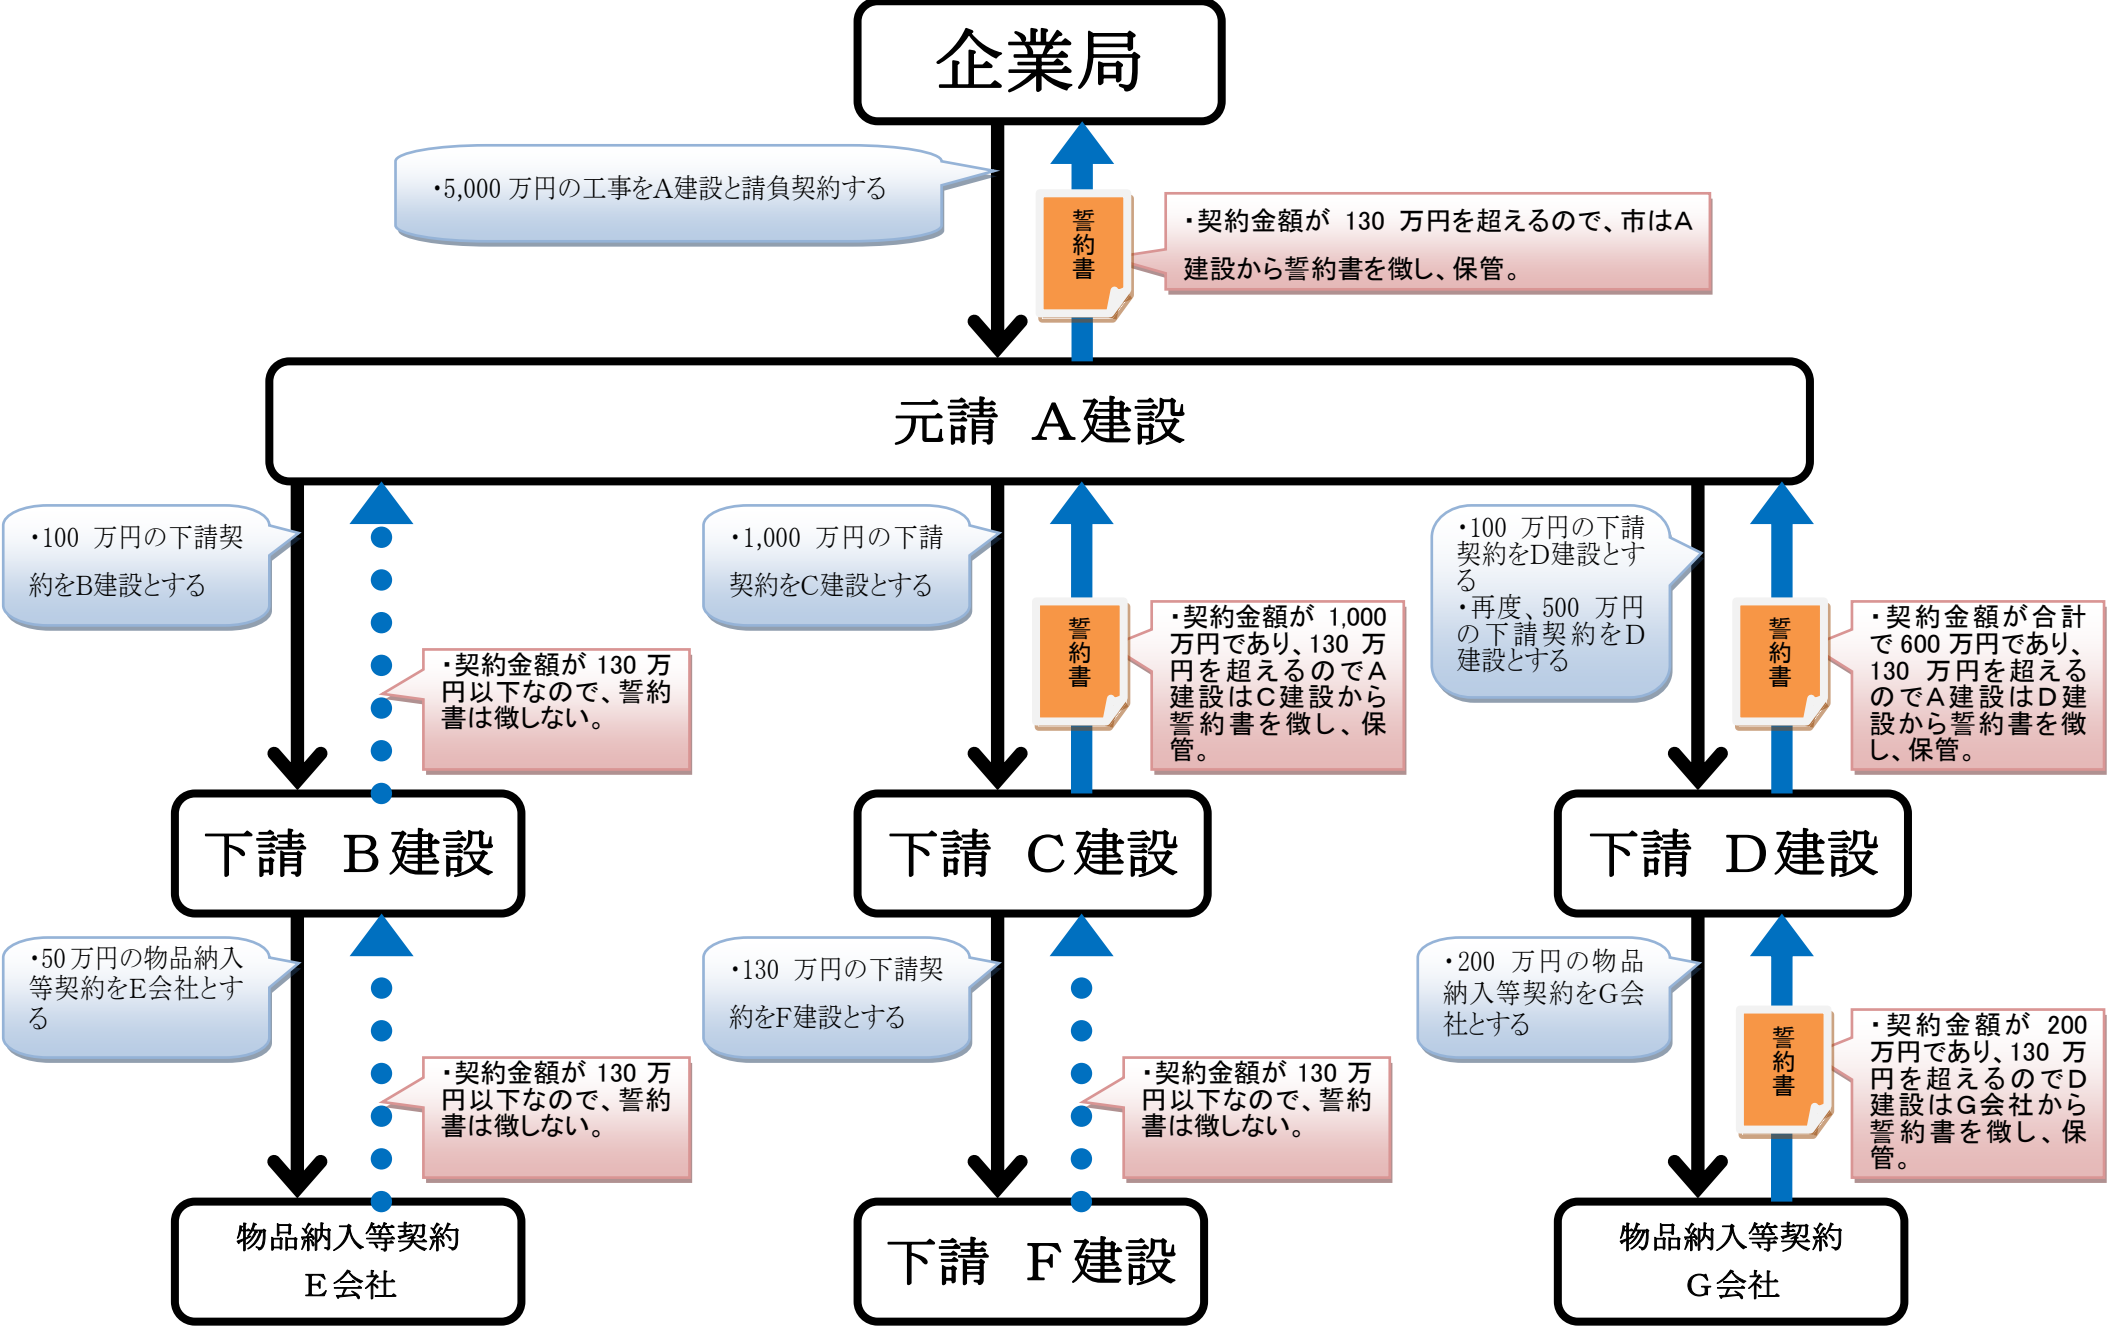 企業局
・5,000 万円の工事をA建設と請負契約する
誓約書
・契約金額が 130 万円を超えるので、市はA
建設から誓約書を徴し、保管。
元請　A建設
・100 万円の下請契
約をB建設とする
・契約金額が 130 万
円以下なので、誓約
書は徴しない。
・1,000 万円の下請
契約をC建設とする
誓約書
・契約金額が 1,000
万円であり、130 万
円を超えるのでA
建設はC建設から
誓約書を徴し、保
管。
・100 万円の下請
契約をD建設とす
る
・再度、500 万円
の下請契約をD
建設とする
誓約書
・契約金額が合計
で 600 万円であり、
130 万円を超える
のでA建設はD建
設から誓約書を徴
し、保管。
下請　B建設
下請　C建設
下請　D建設
・50 万円の物品納入
等契約をE会社とす
る
・契約金額が 130 万
円以下なので、誓約
書は徴しない。
・130 万円の下請契
約をF建設とする
・契約金額が 130 万
円以下なので、誓約
書は徴しない。
・200 万円の物品
納入等契約をG会
社とする
誓約書
・契約金額が 200
万円であり、130 万
円を超えるのでD
建設はG会社から
誓約書を徴し、保
管。
物品納入等契約
E会社
下請　F建設
物品納入等契約
G会社